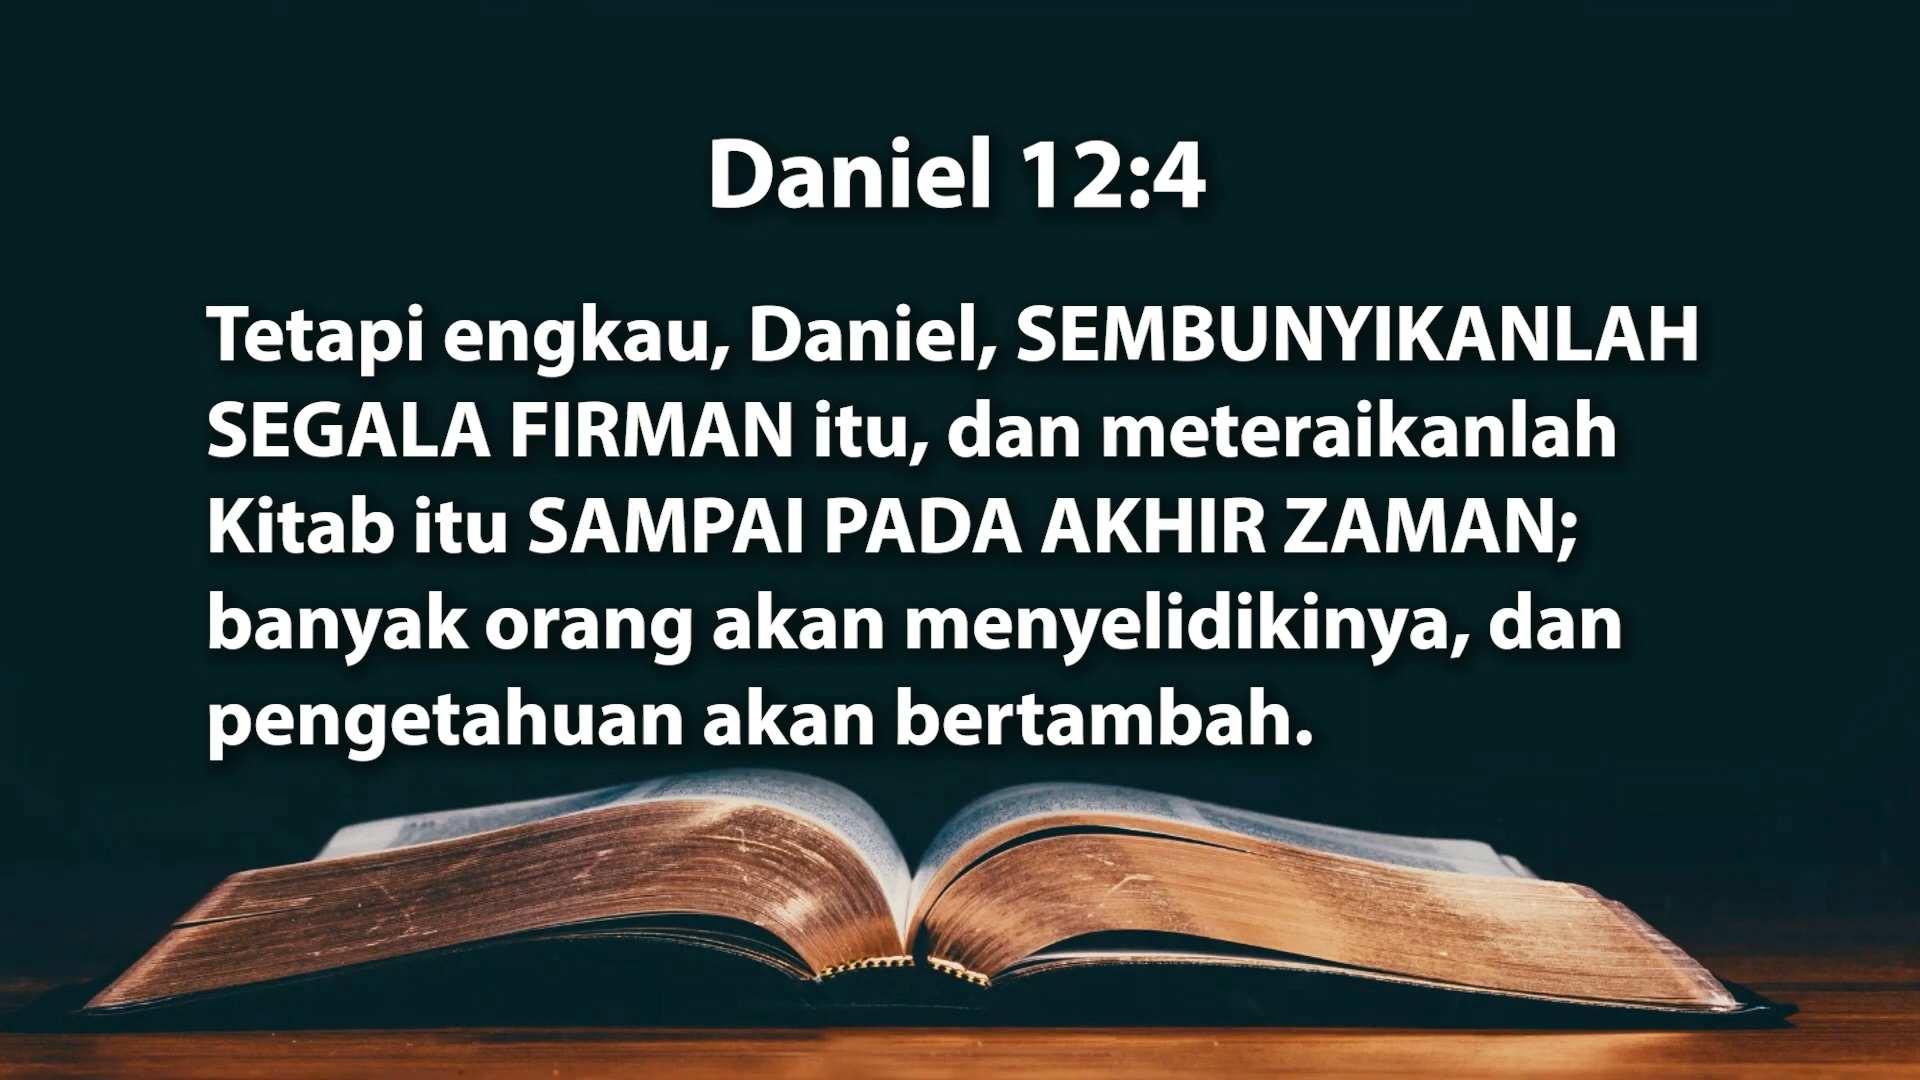 Daniel 12:4
Tetapi engkau, Daniel, SEMBUNYIKANLAH
SEGALA FIRMAN itu, dan meteraikanlah
Kitab itu SAMPAI PADA AKHIR ZAMAN;
banyak orang akan menyelidikinya, dan
pengetahuan akan bertambah.